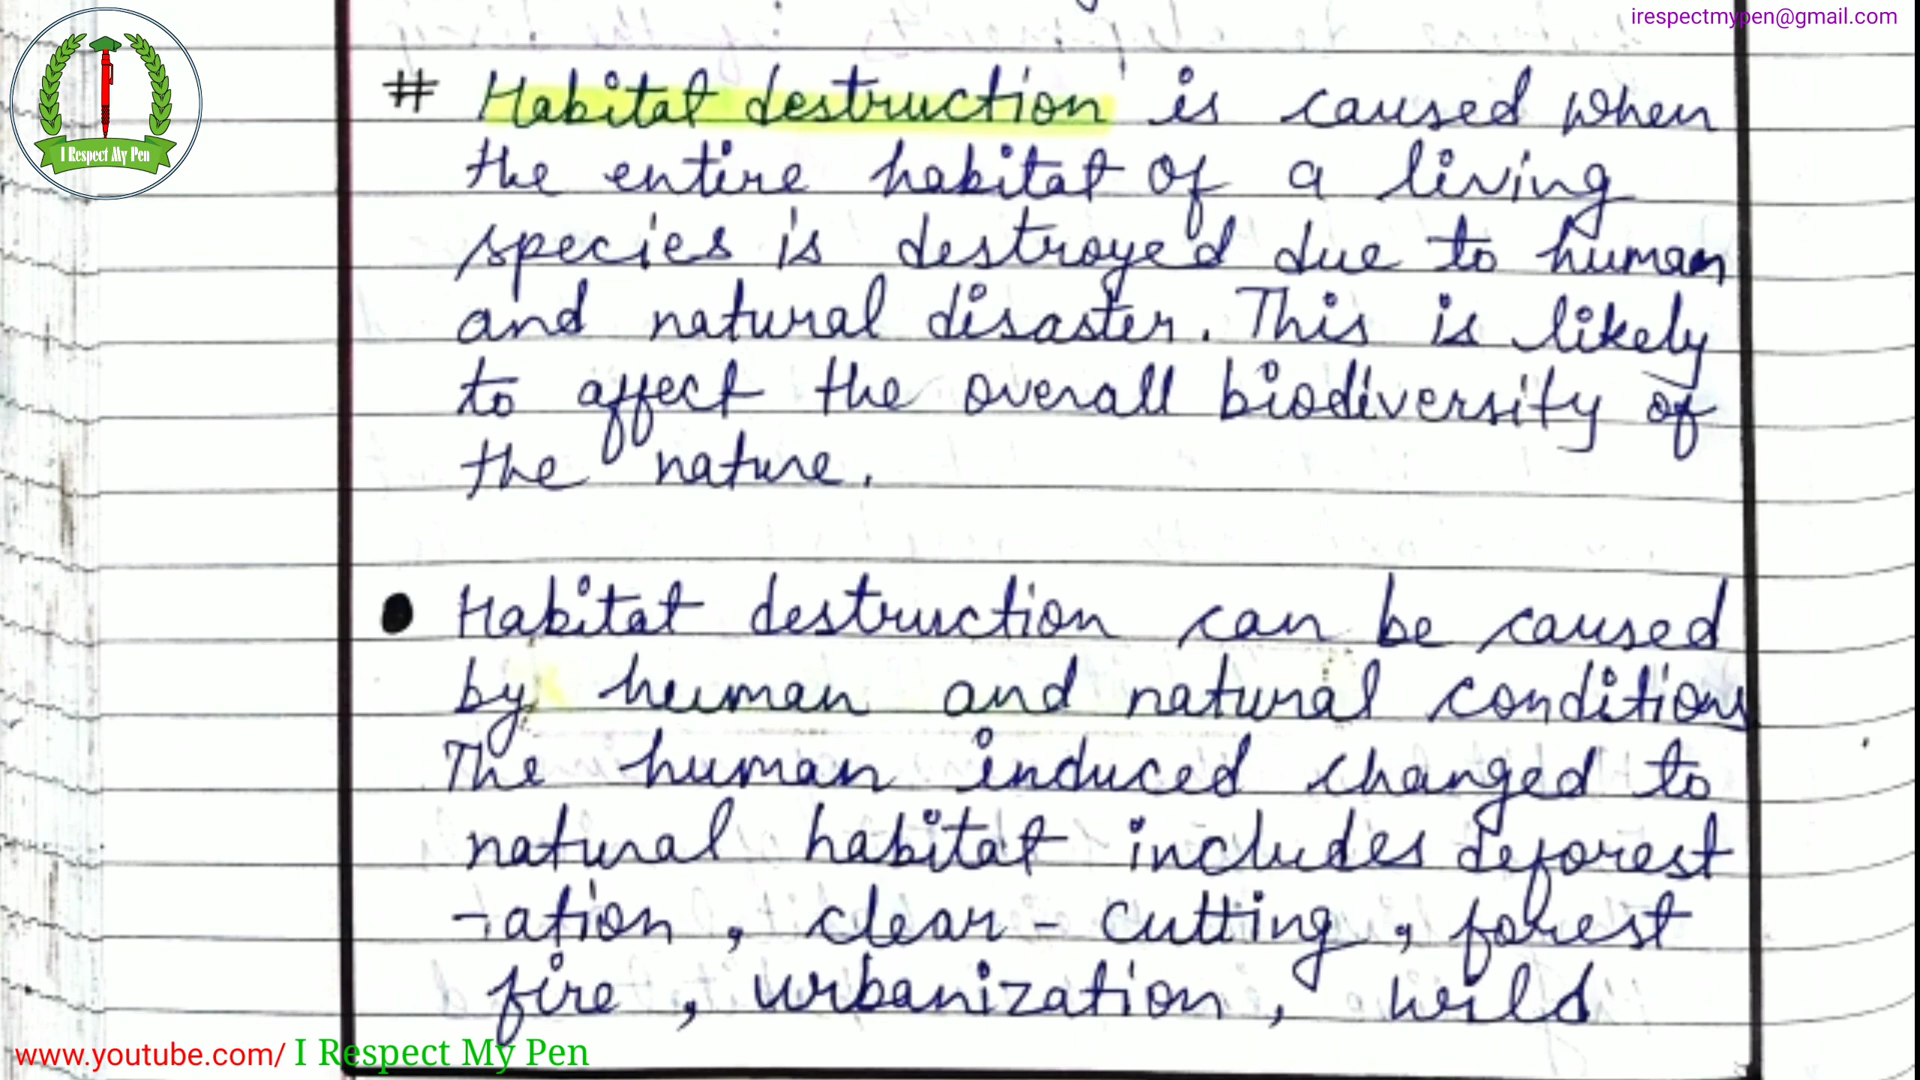 irespectmypen@gmail.com
I Respect My Pen
# Habitat destruction is caused when
the entire habitat of a living
species is destroyed due to human
and natural disaster. This is likely
to affect the overall biodiversity of
the nature.
• Habitat destruction can be caused
by human and natural conditions
The human induced changed to
natural habitat includes deforest
-ation, clear-cutting, forest
fire, urbanization, wild
www.youtube.com/ I Respect My Pen